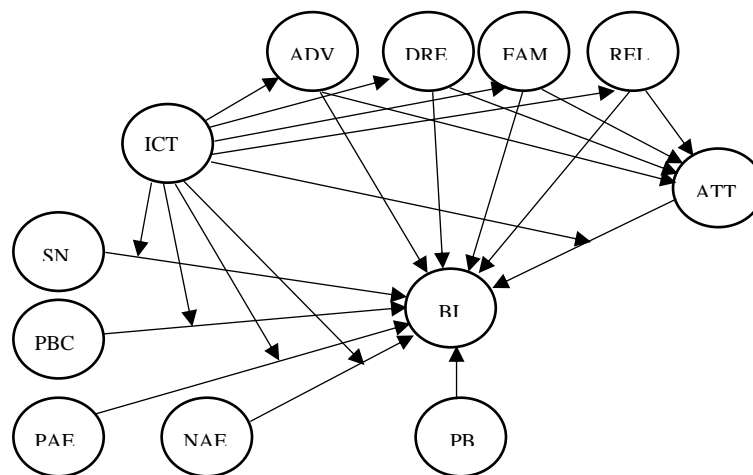 ADV DRE FAM REL
ICT
ATT
SN
BI
PBC
PAE NAE PB